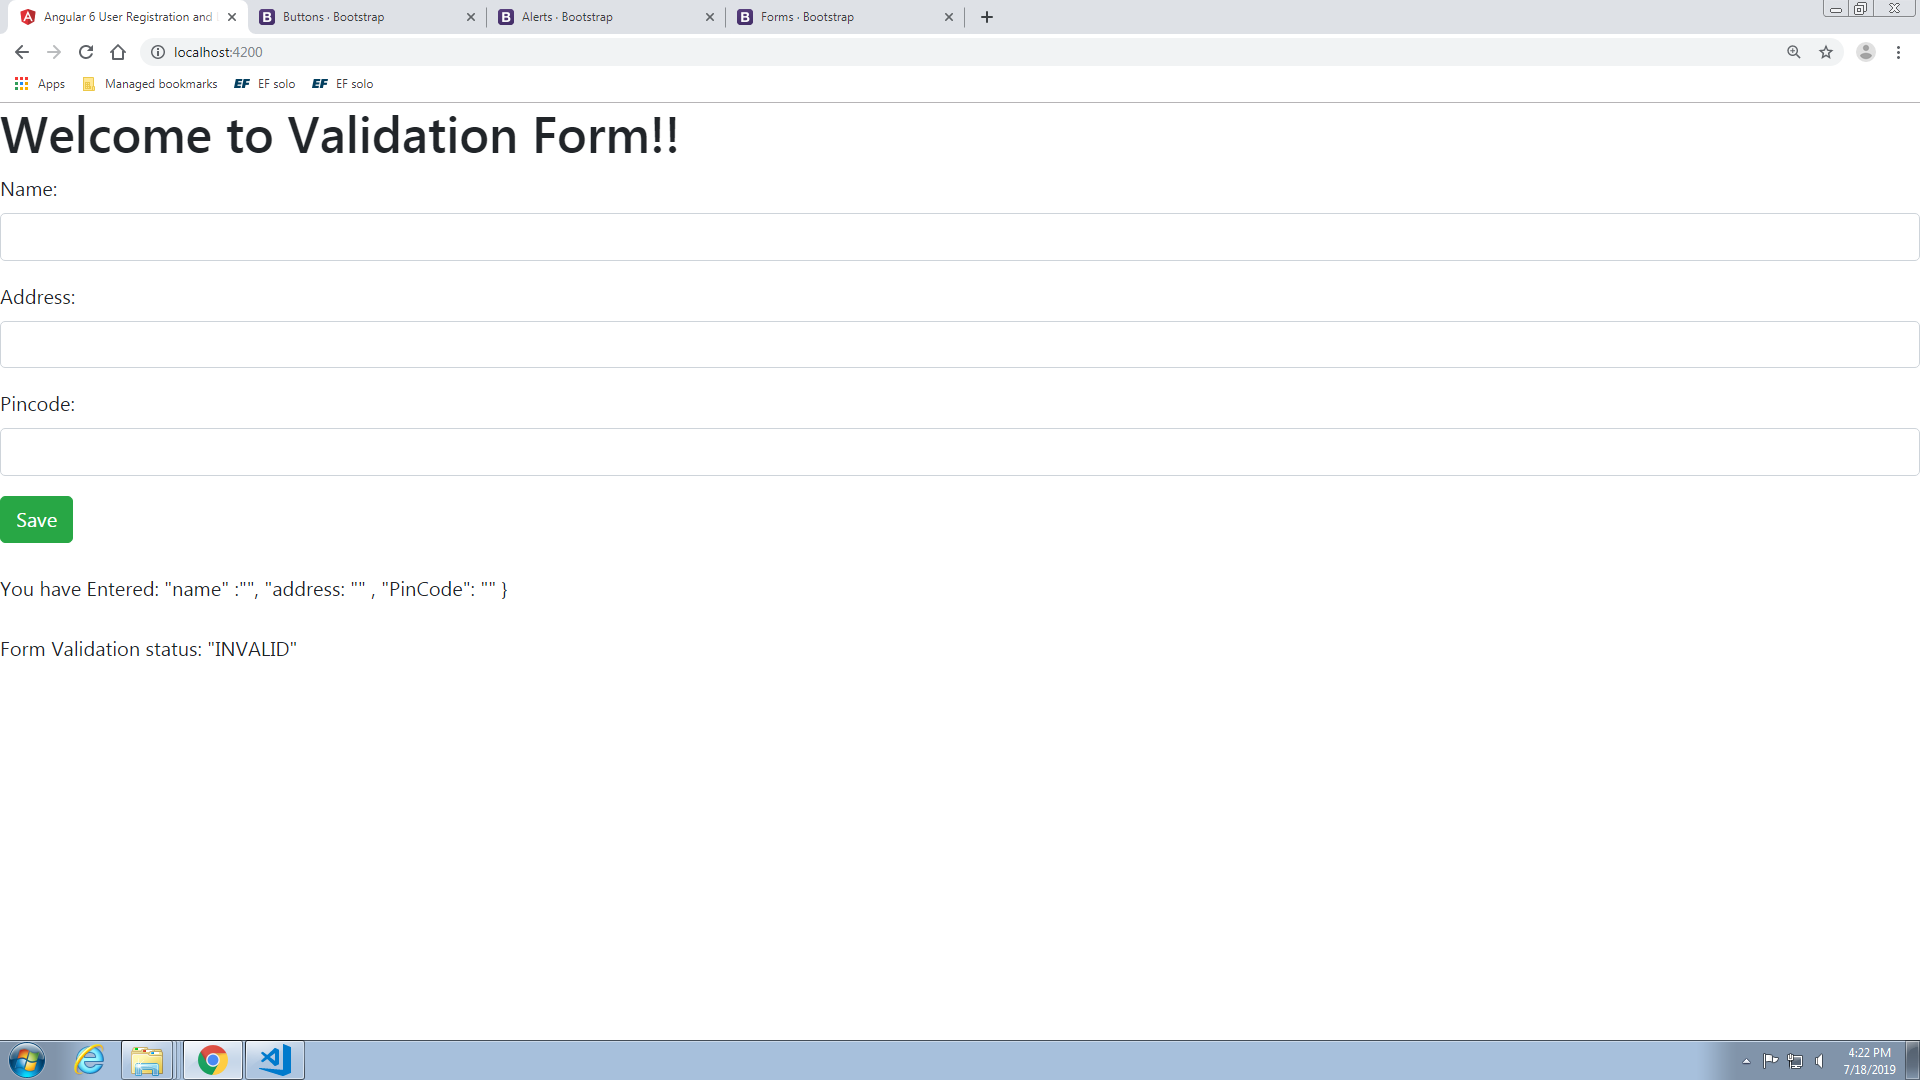 Angular 6 User Registration and
Buttons · Bootstrap
Alerts · Bootstrap
Forms · Bootstrap
localhost:4200
Apps
Managed bookmarks
EF EF solo
EF EF solo
Welcome to Validation Form!!
Name:
Address:
Pincode:
Save
You have Entered: "name" :"", "address: "" , "PinCode": "" }
Form Validation status: "INVALID"
4:22 PM
7/18/2019